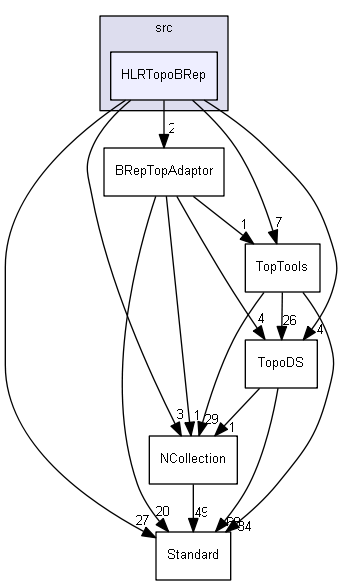 src
HLRTopoBRep
2
BRepTopAdaptor
1
7
TopTools
4
26
4
TopoDS
3
1
29
1
NCollection
27
20
49
84
Standard